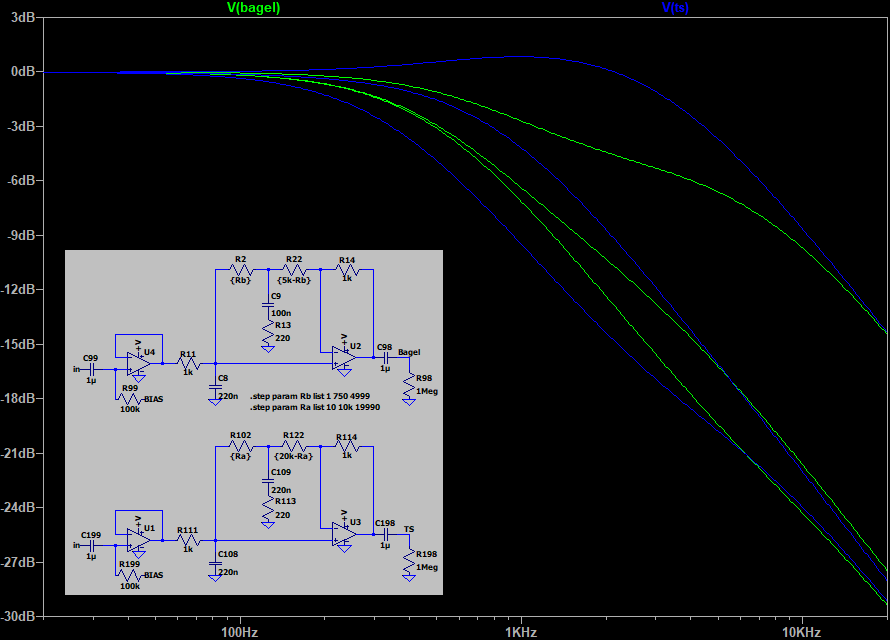 V(bagel) V(ts)
3dB
0dB
-3dB
-6dB
-9dB
-12dB
-15dB
-18dB
-21dB
-24dB
-27dB
-30dB
100Hz 1KHz 10KHz
R2 R22 R14
{Rb} {5k-Rb} 1k
C9
100n
R13
220
+V +V
U4 U2
C99 R11 C98 Bagel
in
1µ 1k 1µ
R99 BIAS
100k
C8
220n
R98
1Meg
.step param Rb list 1 750 4999
.step param Ra list 10 10k 19990
R102 R122 R114
{Ra} {20k-Ra} 1k
C109
220n
R113
220
+V +V
U1 U3
C199 R111 C198 TS
in
1µ 1k 1µ
R199 BIAS
100k
C108
220n
R198
1Meg